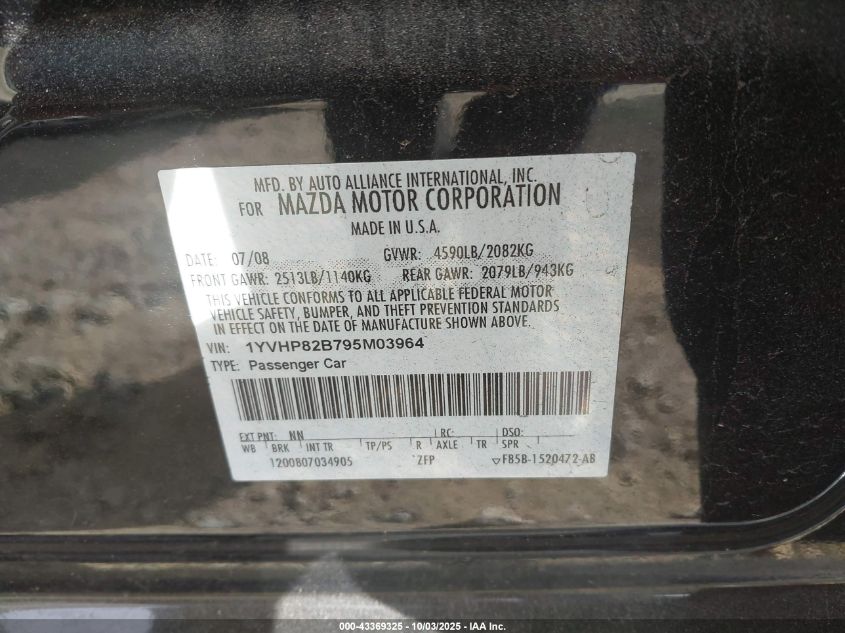 MFD. BY AUTO ALLIANCE INTERNATIONAL, INC.
FOR MAZDA MOTOR CORPORATION
MADE IN U.S.A.
DATE: 07/08 GVWR: 4590LB/2082KG
FRONT GAWR: 2513LB/1140KG REAR GAWR: 2079LB/943KG
THIS VEHICLE CONFORMS TO ALL APPLICABLE FEDERAL MOTOR
VEHICLE SAFETY, BUMPER, AND THEFT PREVENTION STANDARDS
IN EFFECT ON THE DATE OF MANUFACTURE SHOWN ABOVE.
VIN: 1YVHP82B795M03964
TYPE: Passenger Car
EXT PNT: NN RC: DSO:
WB BRK INT TR TP/PS R AXLE TR SPR
1200807034905 ZFP ▽F85B-1520472-AB
000-43369325 - 10/03/2025 - IAA Inc.